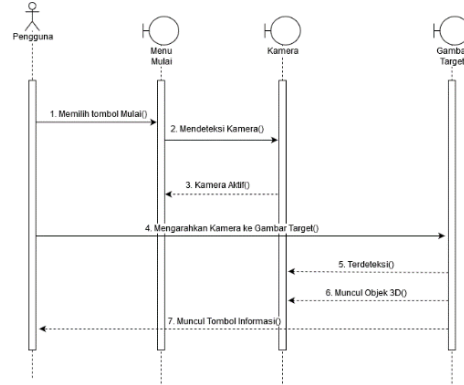 Pengguna
Menu
Mulai
Kamera
Gambar
Target
1. Memilih tombol Mulai()
2. Mendeteksi Kamera()
3. Kamera Aktif()
4. Mengarahkan Kamera ke Gambar Target()
5. Terdeteksi()
6. Muncul Objek 3D()
7. Muncul Tombol Informasi()